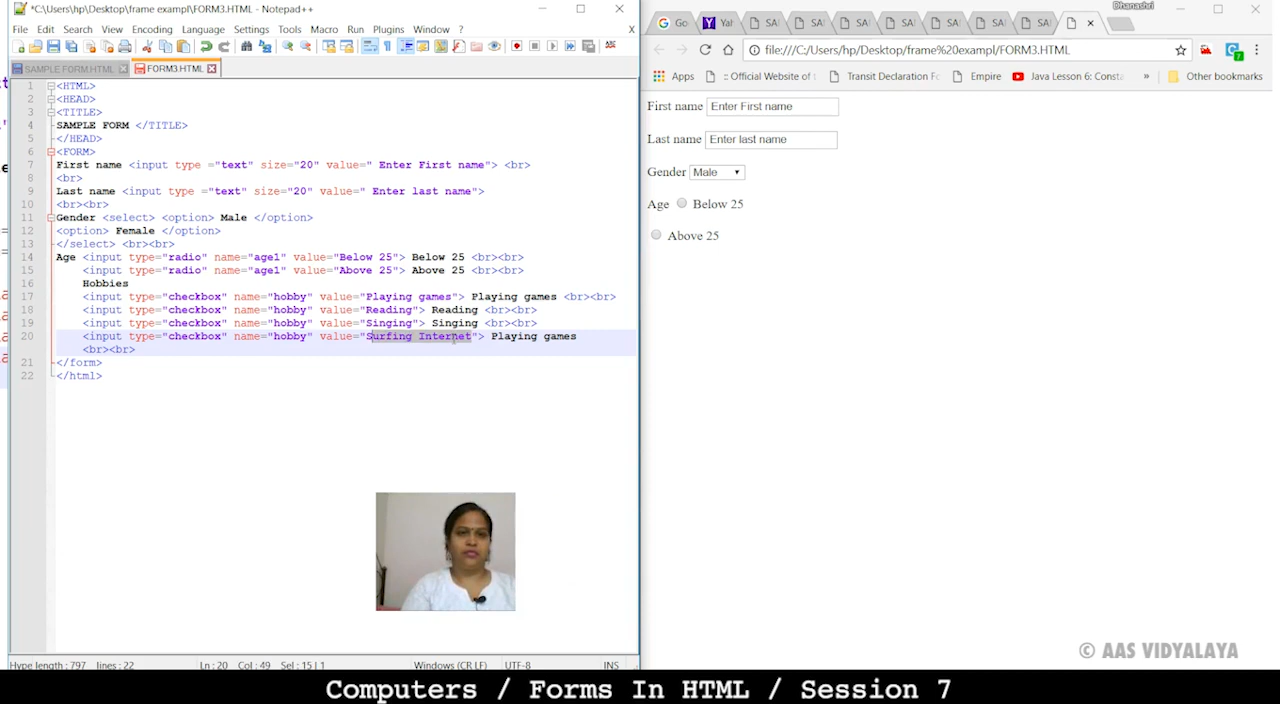 *C:\Users\hp\Desktop\frame exampl\FORM3.HTML - Notepad++
File Edit Search View Encoding Language Settings Tools Macro Run Plugins Window ? X
SAMPLE FORM.HTML FORM3.HTML
1 <HTML>
2 <HEAD>
3 <TITLE>
4 SAMPLE FORM </TITLE>
5 </HEAD>
6 <FORM>
7 First name <input type ="text" size="20" value=" Enter First name"> <br>
8 <br>
9 Last name <input type ="text" size="20" value=" Enter last name">
10 <br><br>
11 Gender <select> <option> Male </option>
12 <option> Female </option>
13 </select> <br><br>
14 Age <input type="radio" name="age1" value="Below 25"> Below 25 <br><br>
15 <input type="radio" name="age1" value="Above 25"> Above 25 <br><br>
16 Hobbies
17 <input type="checkbox" name="hobby" value="Playing games"> Playing games <br><br>
18 <input type="checkbox" name="hobby" value="Reading"> Reading <br><br>
19 <input type="checkbox" name="hobby" value="Singing"> Singing <br><br>
20 <input type="checkbox" name="hobby" value="Surfing Internet"> Playing games
<br><br>
21 </form>
22 </html>
Hype length : 797 lines : 22 Ln : 20 Col : 49 Sel : 15 | 1 Windows (CR LF) UTF-8 INS
Dhanashri
Go Yah SA SA SA SA SA SA SA
file:///C:/Users/hp/Desktop/frame%20exampl/FORM3.HTML
Apps :: Official Website of Transit Declaration Fo Empire Java Lesson 6: Consta » Other bookmarks
First name Enter First name
Last name Enter last name
Gender Male
Age Below 25
Above 25
© AAS VIDYALAYA
Computers / Forms In HTML / Session 7